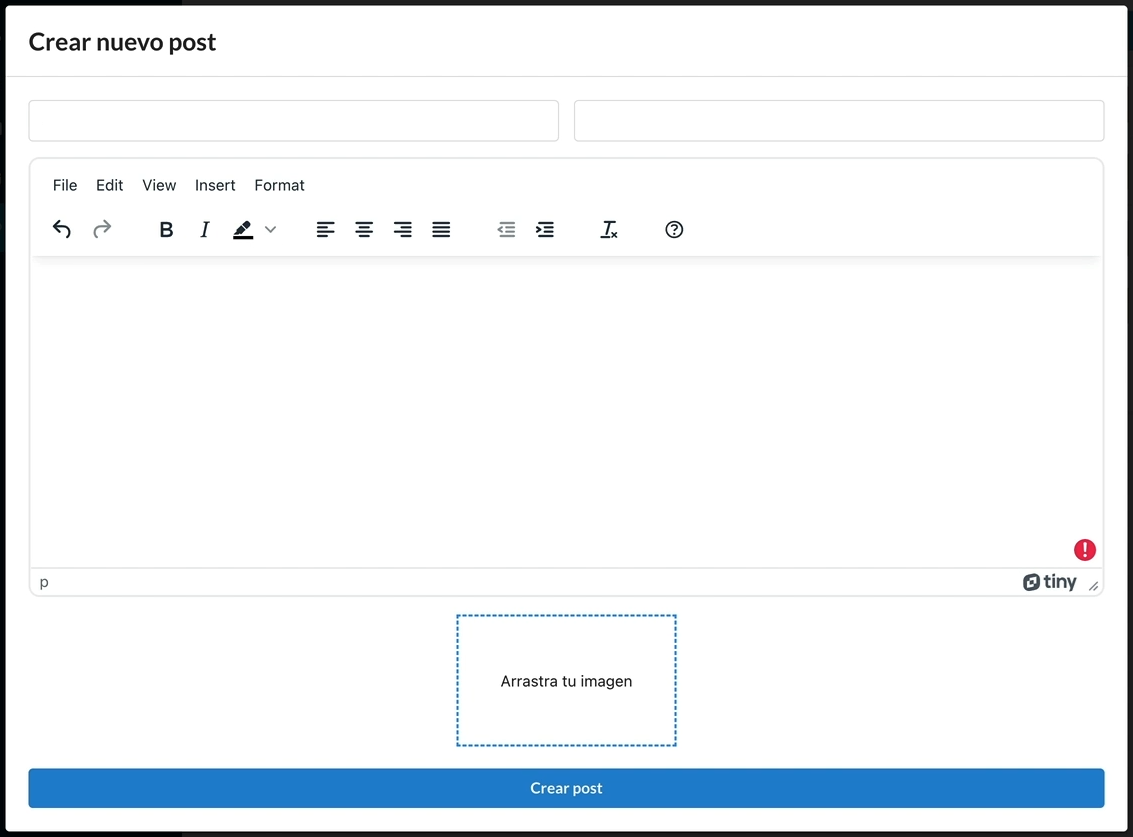 Crear nuevo post
File Edit View Insert Format
B I
p
tiny
Arrastra tu imagen
Crear post